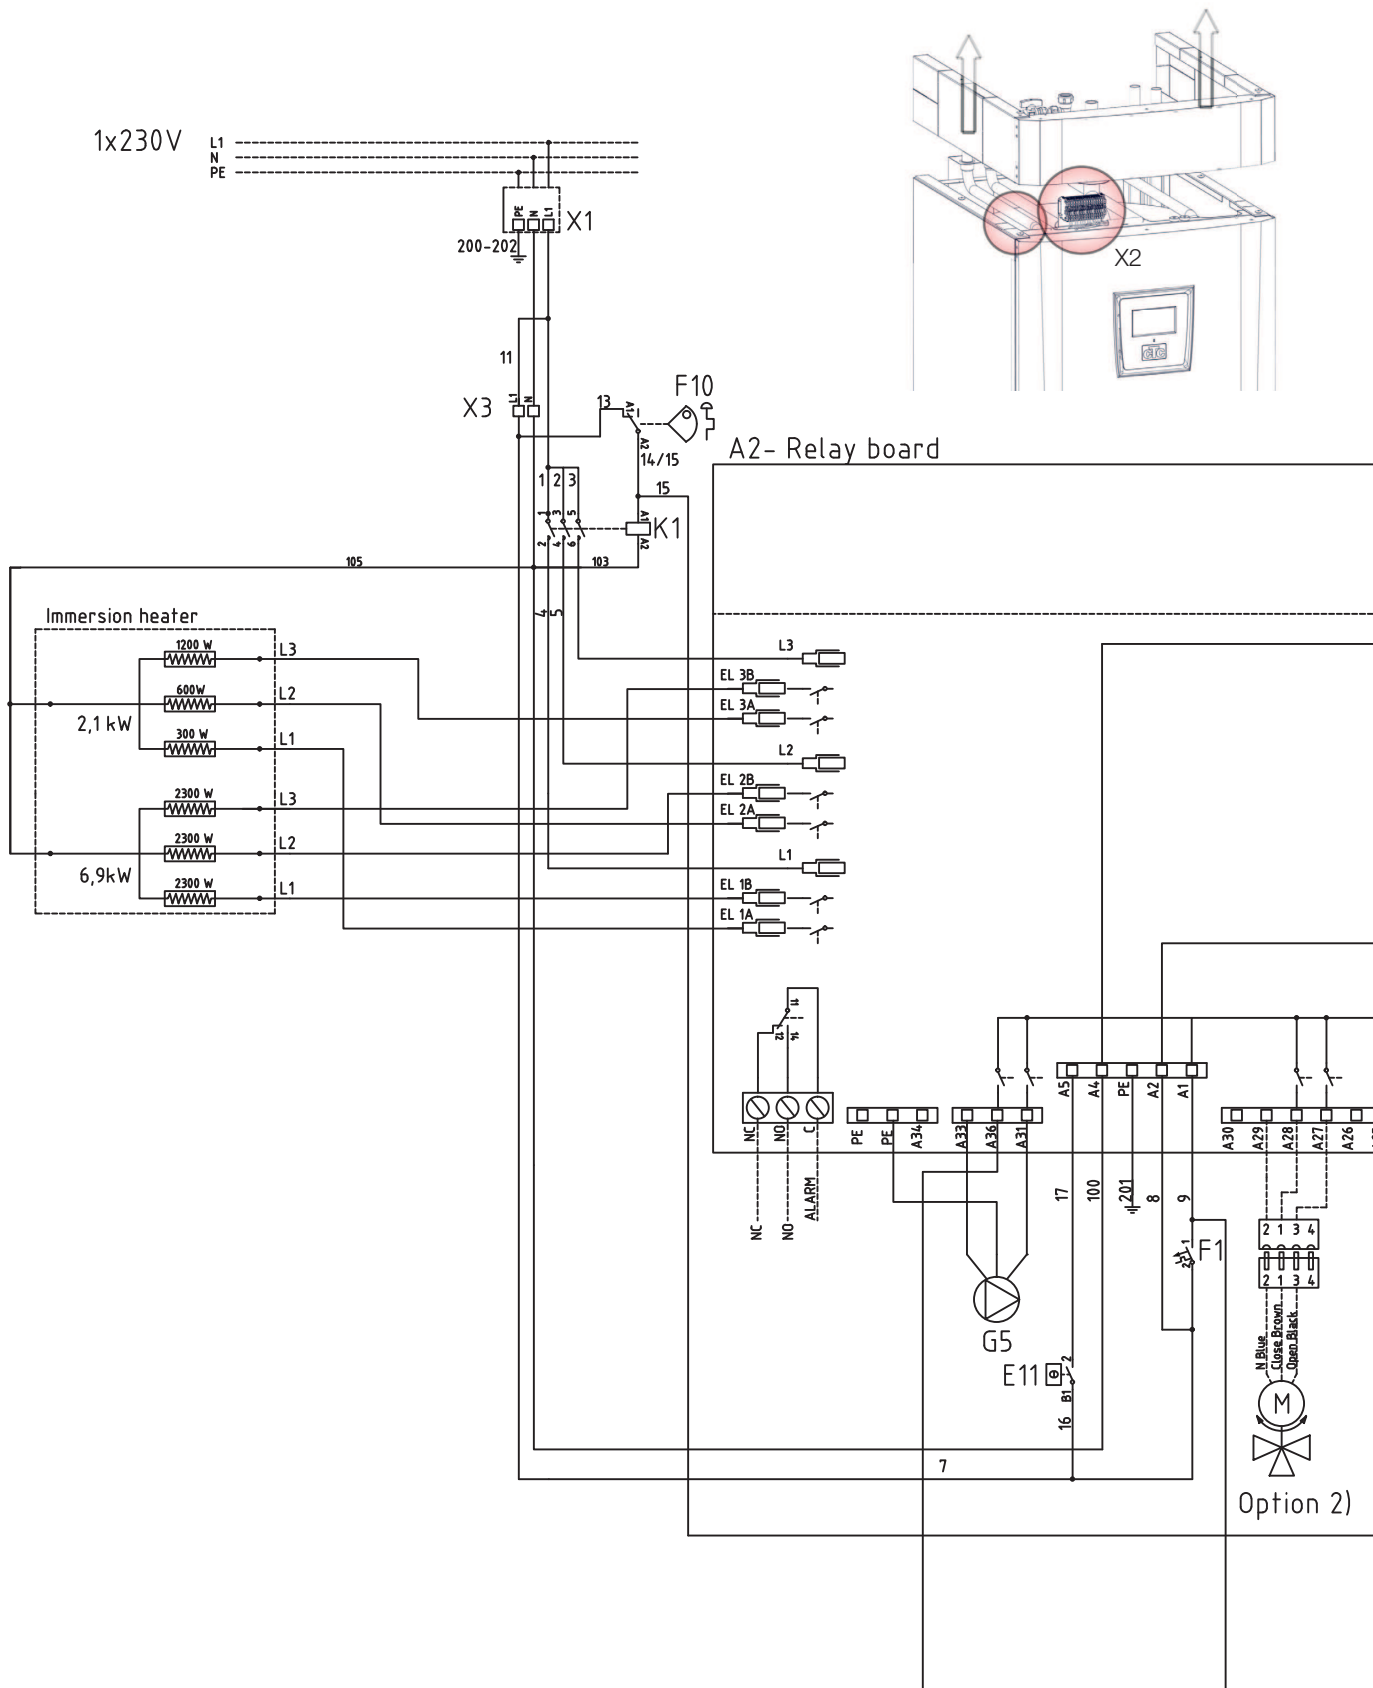 1x230V
L1
N
PE
PE
N
L1
X1
200-202
X2
11
X3
L1
N
13
A1
F10
A2
14/15
A2- Relay board
1
2
3
15
1
3
5
A1
K1
2
4
6
A2
105
103
4
5
Immersion heater
1200 W
L3
600W
L2
2,1 kW
300 W
L1
2300 W
L3
2300 W
L2
6,9kW
2300 W
L1
L3
EL 3B
EL 3A
L2
EL 2B
EL 2A
L1
EL 1B
EL 1A
11
12
14
NC
NO
C
PE
PE
A34
A33
A36
A31
A5
A4
PE
A2
A1
A30
A29
A28
A27
A26
NC
NO
ALARM
17
100
201
8
9
1
F1
2
2 1 3 4
2 1 3 4
N Blue
Close Brown
Open Black
G5
2
E11
B1
16
M
7
Option 2)